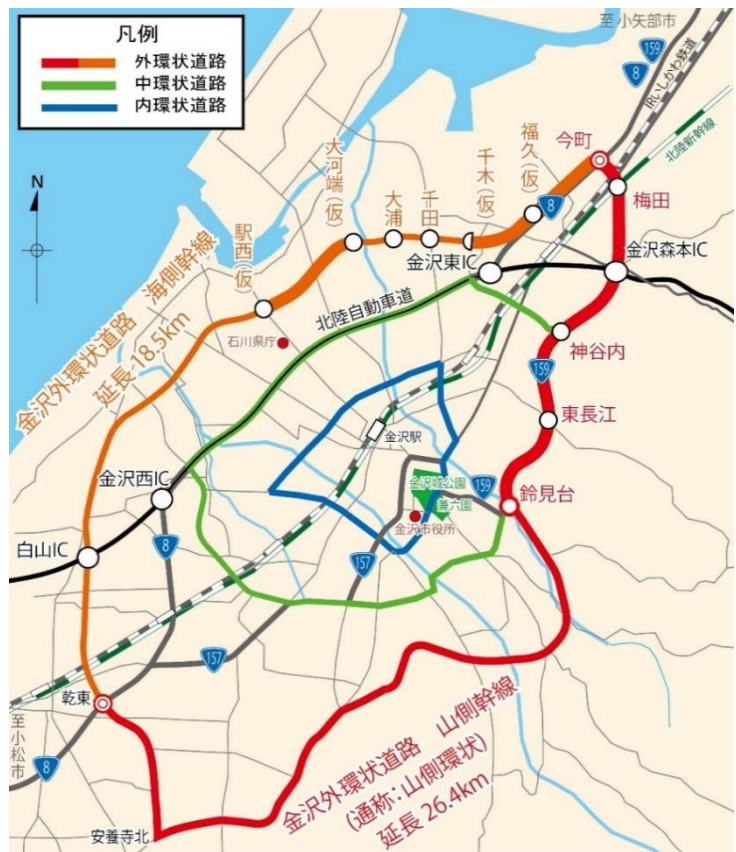 凡例
外環状道路
中環状道路
内環状道路
N
至 小矢部市
159
8
IRいしかわ鉄道
北陸新幹線
今町
福久(仮)
8
千木(仮)
千田
大浦
大河端(仮)
駅西(仮)
梅田
金沢東IC
金沢森本IC
金沢外環状道路 海側幹線
延長 18.5km
北陸自動車道
石川県庁
神谷内
159
東長江
金沢駅
金沢西IC
金沢城公園
兼六園
159
鈴見台
金沢市役所
8
白山IC
157
157
乾東
至 小松市
8
金沢外環状道路 山側幹線
(通称:山側環状)
延長 26.4km
安養寺北